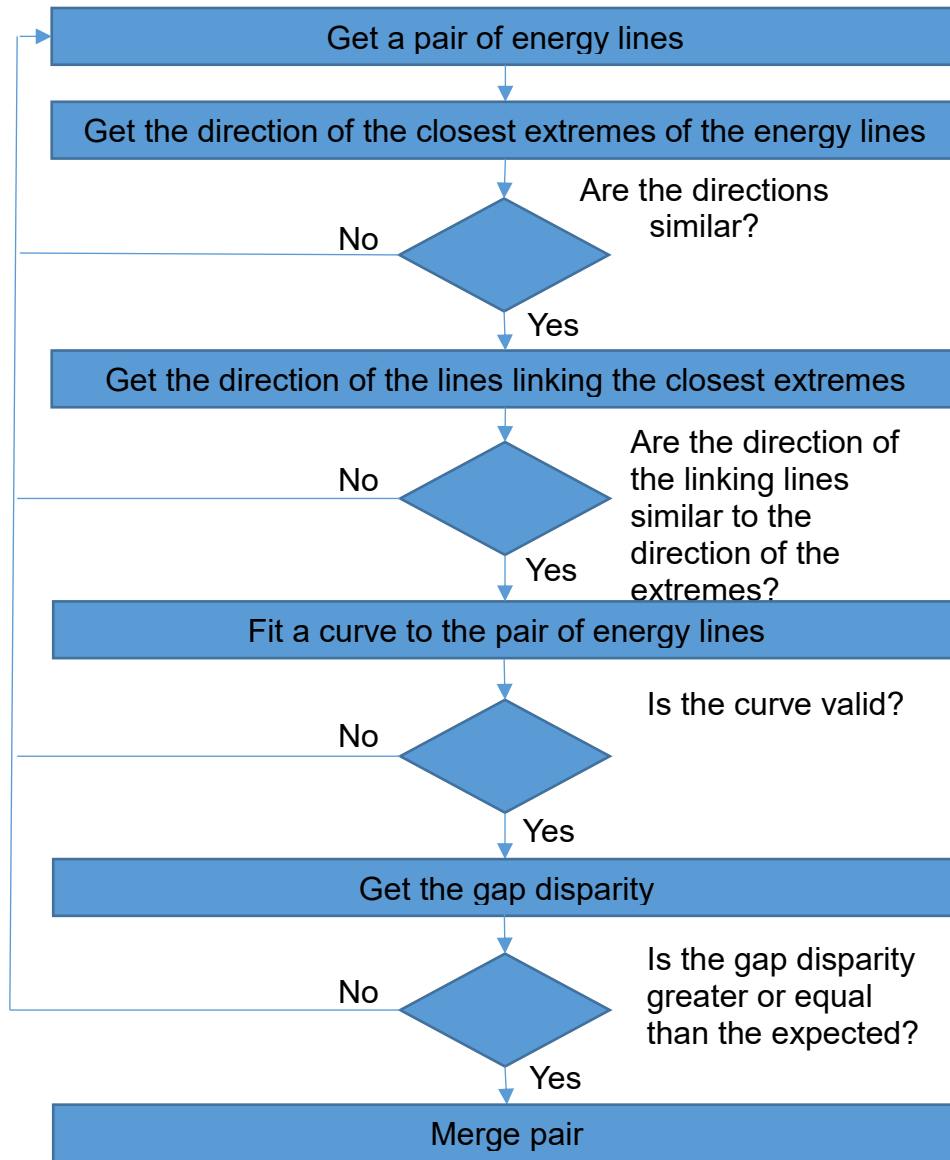 Get a pair of energy lines
Get the direction of the closest extremes of the energy lines
Are the directions
similar?
No
Yes
Get the direction of the lines linking the closest extremes
Are the direction of
the linking lines
similar to the
direction of the
extremes?
No
Yes
Fit a curve to the pair of energy lines
Is the curve valid?
No
Yes
Get the gap disparity
Is the gap disparity
greater or equal
than the expected?
No
Yes
Merge pair